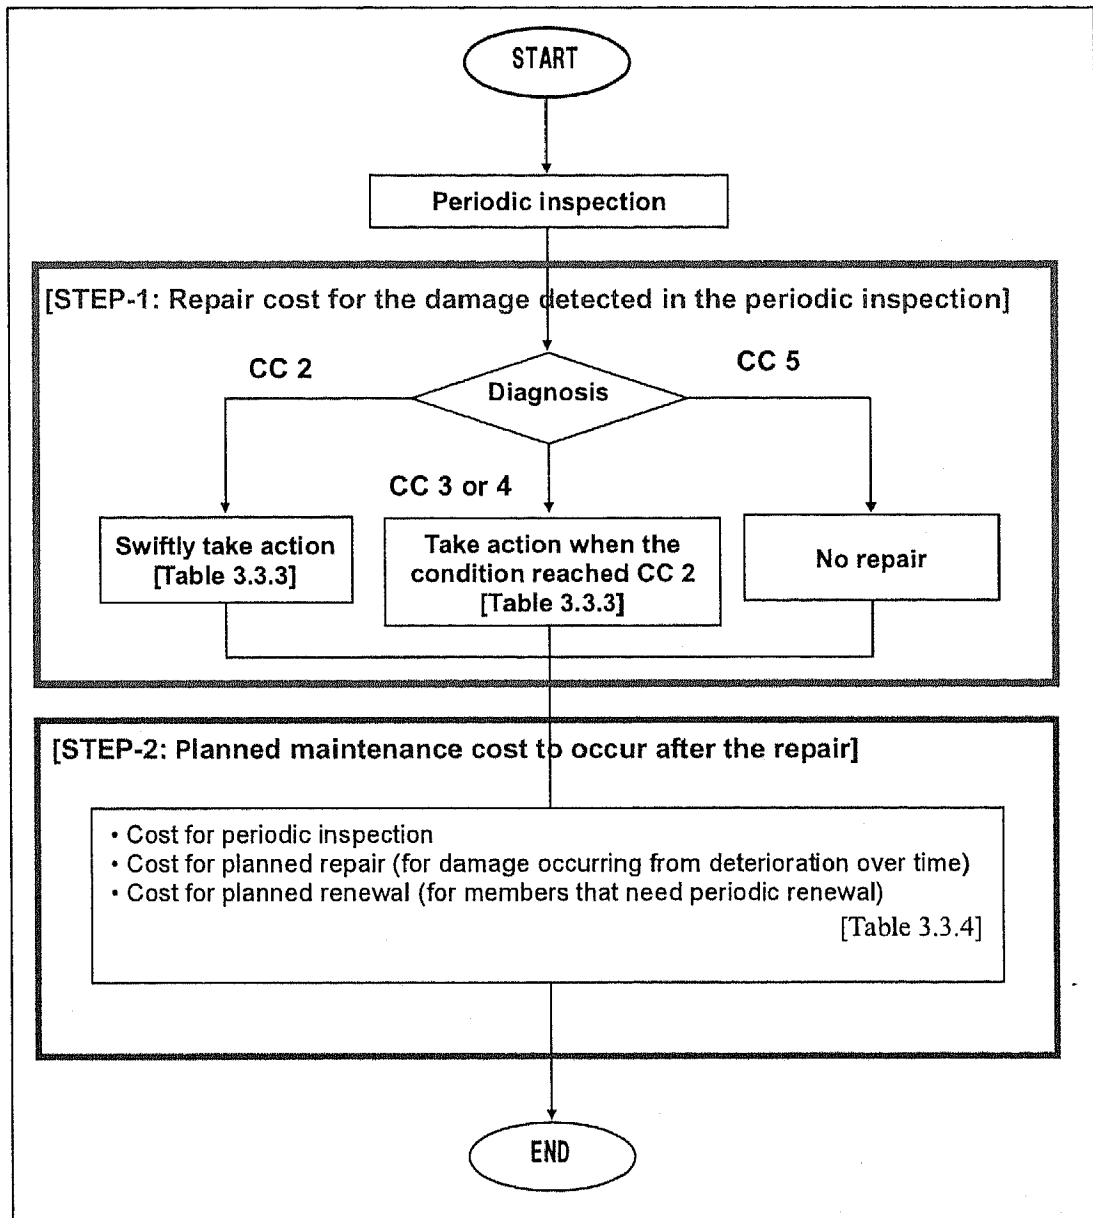 START
Periodic inspection
[STEP-1: Repair cost for the damage detected in the periodic inspection]
CC 2
CC 5
Diagnosis
CC 3 or 4
Swiftly take action
[Table 3.3.3]
Take action when the
condition reached CC 2
[Table 3.3.3]
No repair
[STEP-2: Planned maintenance cost to occur after the repair]
• Cost for periodic inspection
• Cost for planned repair (for damage occurring from deterioration over time)
• Cost for planned renewal (for members that need periodic renewal)
[Table 3.3.4]
END